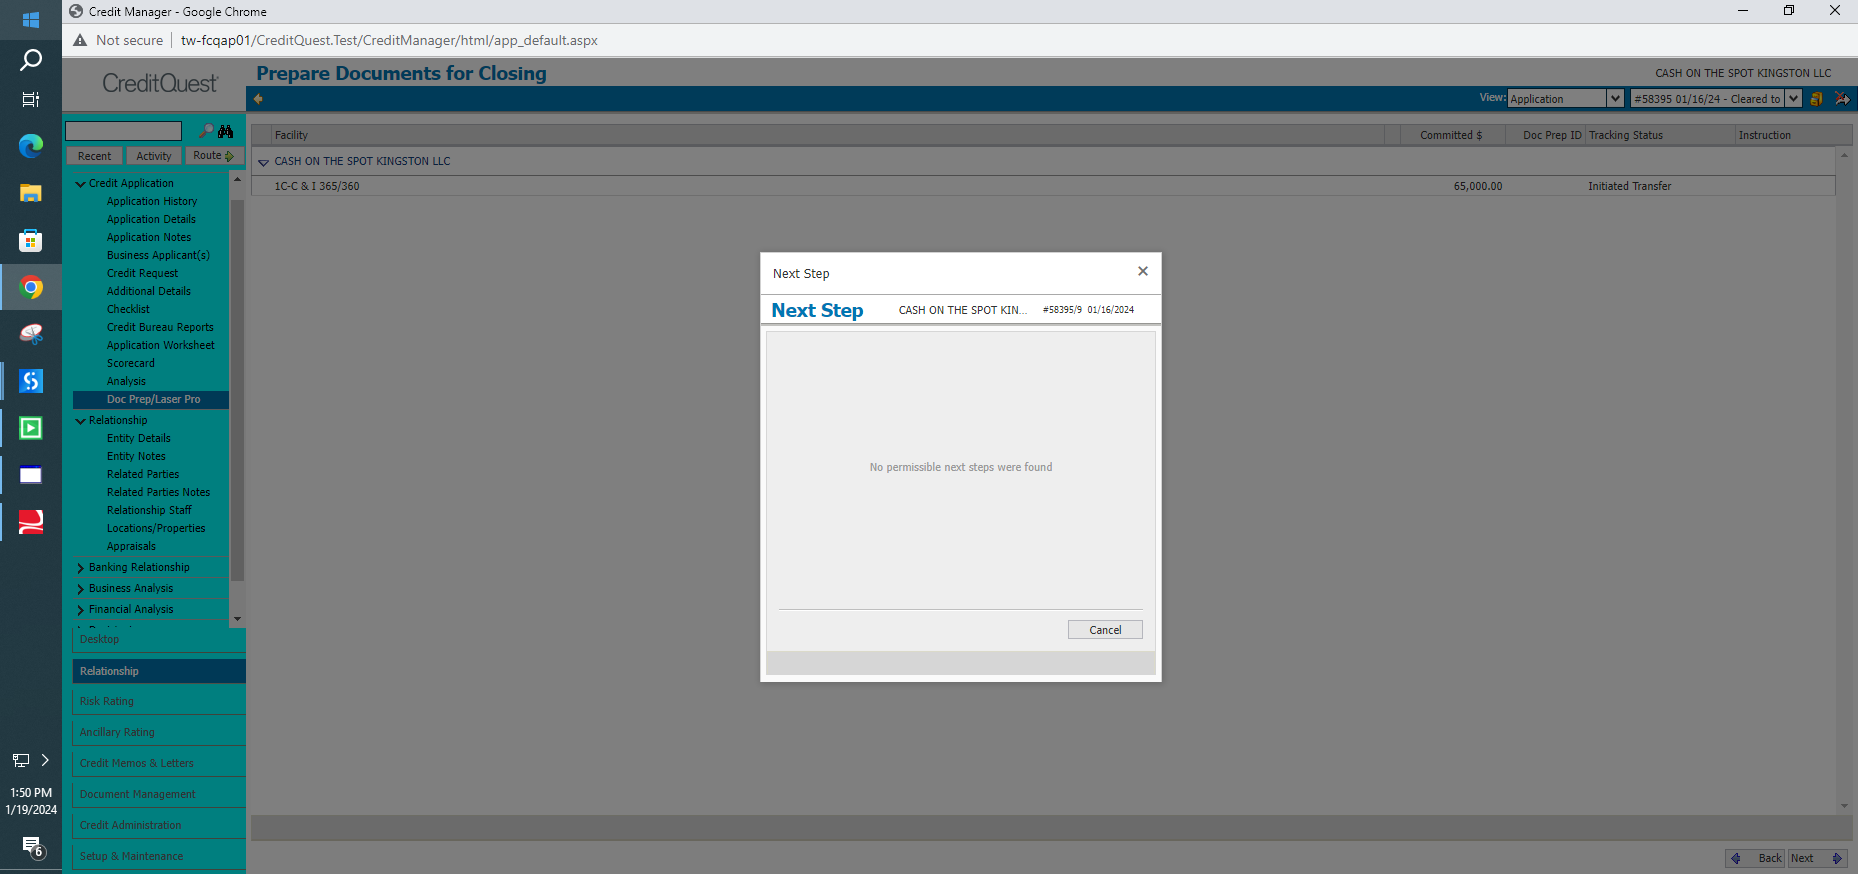 Credit Manager - Google Chrome
Not secure
tw-fcqap01/CreditQuest.Test/CreditManager/html/app_default.aspx
CreditQuest
Prepare Documents for Closing
CASH ON THE SPOT KINGSTON LLC
View:
Application
#58395 01/16/24 - Cleared to
Recent
Activity
Route
Facility
Committed $
Doc Prep ID
Tracking Status
Instruction
CASH ON THE SPOT KINGSTON LLC
1C-C & I 365/360
65,000.00
Initiated Transfer
Credit Application
Application History
Application Details
Application Notes
Business Applicant(s)
Credit Request
Additional Details
Checklist
Credit Bureau Reports
Application Worksheet
Scorecard
Analysis
Doc Prep/Laser Pro
Relationship
Entity Details
Entity Notes
Related Parties
Related Parties Notes
Relationship Staff
Locations/Properties
Appraisals
Banking Relationship
Business Analysis
Financial Analysis
Desktop
Relationship
Risk Rating
Ancillary Rating
Credit Memos & Letters
Document Management
Credit Administration
Setup & Maintenance
Next Step
Next Step
CASH ON THE SPOT KIN...
#58395/9 01/16/2024
No permissible next steps were found
Cancel
Back
Next
1:50 PM
1/19/2024
6